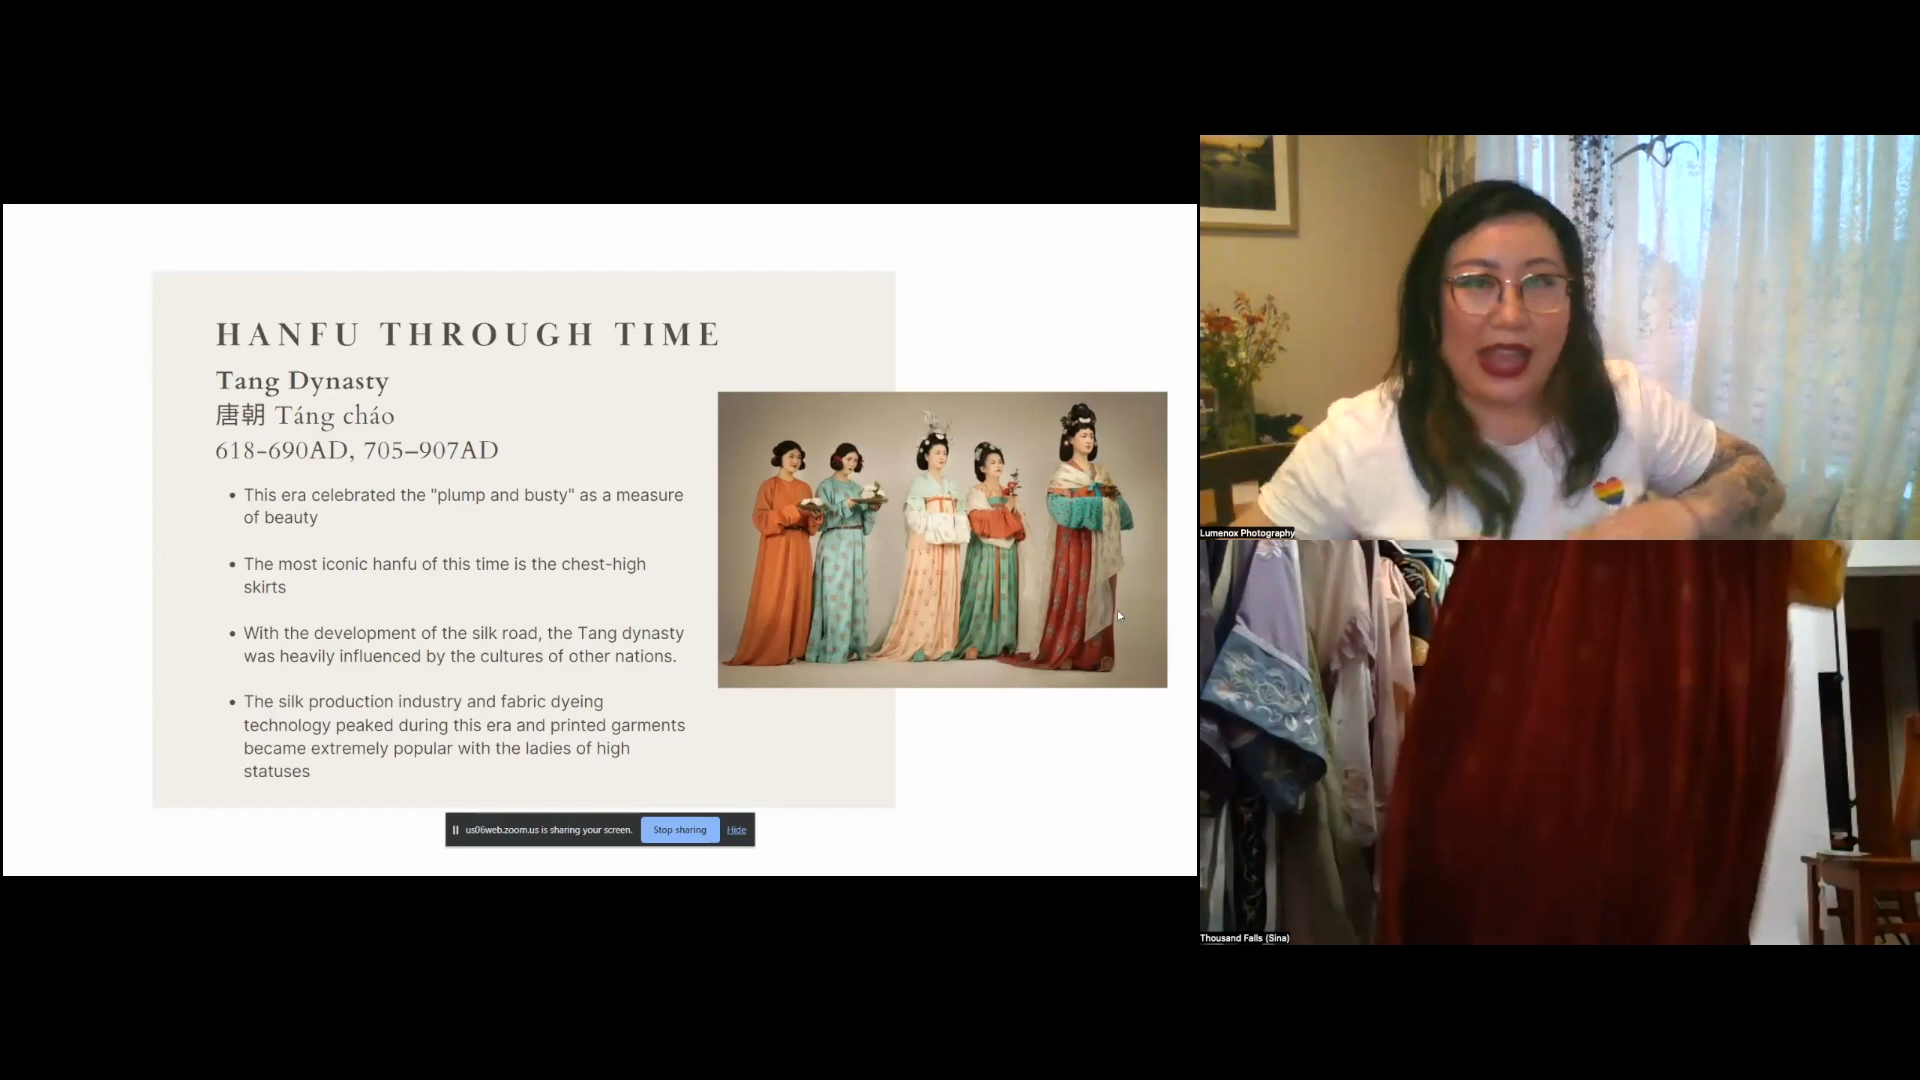 HANFU THROUGH TIME
Tang Dynasty
唐朝 Táng cháo
618-690AD, 705–907AD
• This era celebrated the "plump and busty" as a measure
of beauty
• The most iconic hanfu of this time is the chest-high
skirts
• With the development of the silk road, the Tang dynasty
was heavily influenced by the cultures of other nations.
• The silk production industry and fabric dyeing
technology peaked during this era and printed garments
became extremely popular with the ladies of high
statuses
us06web.zoom.us is sharing your screen. Stop sharing Hide
Lumenox Photography
Thousand Falls (Sina)